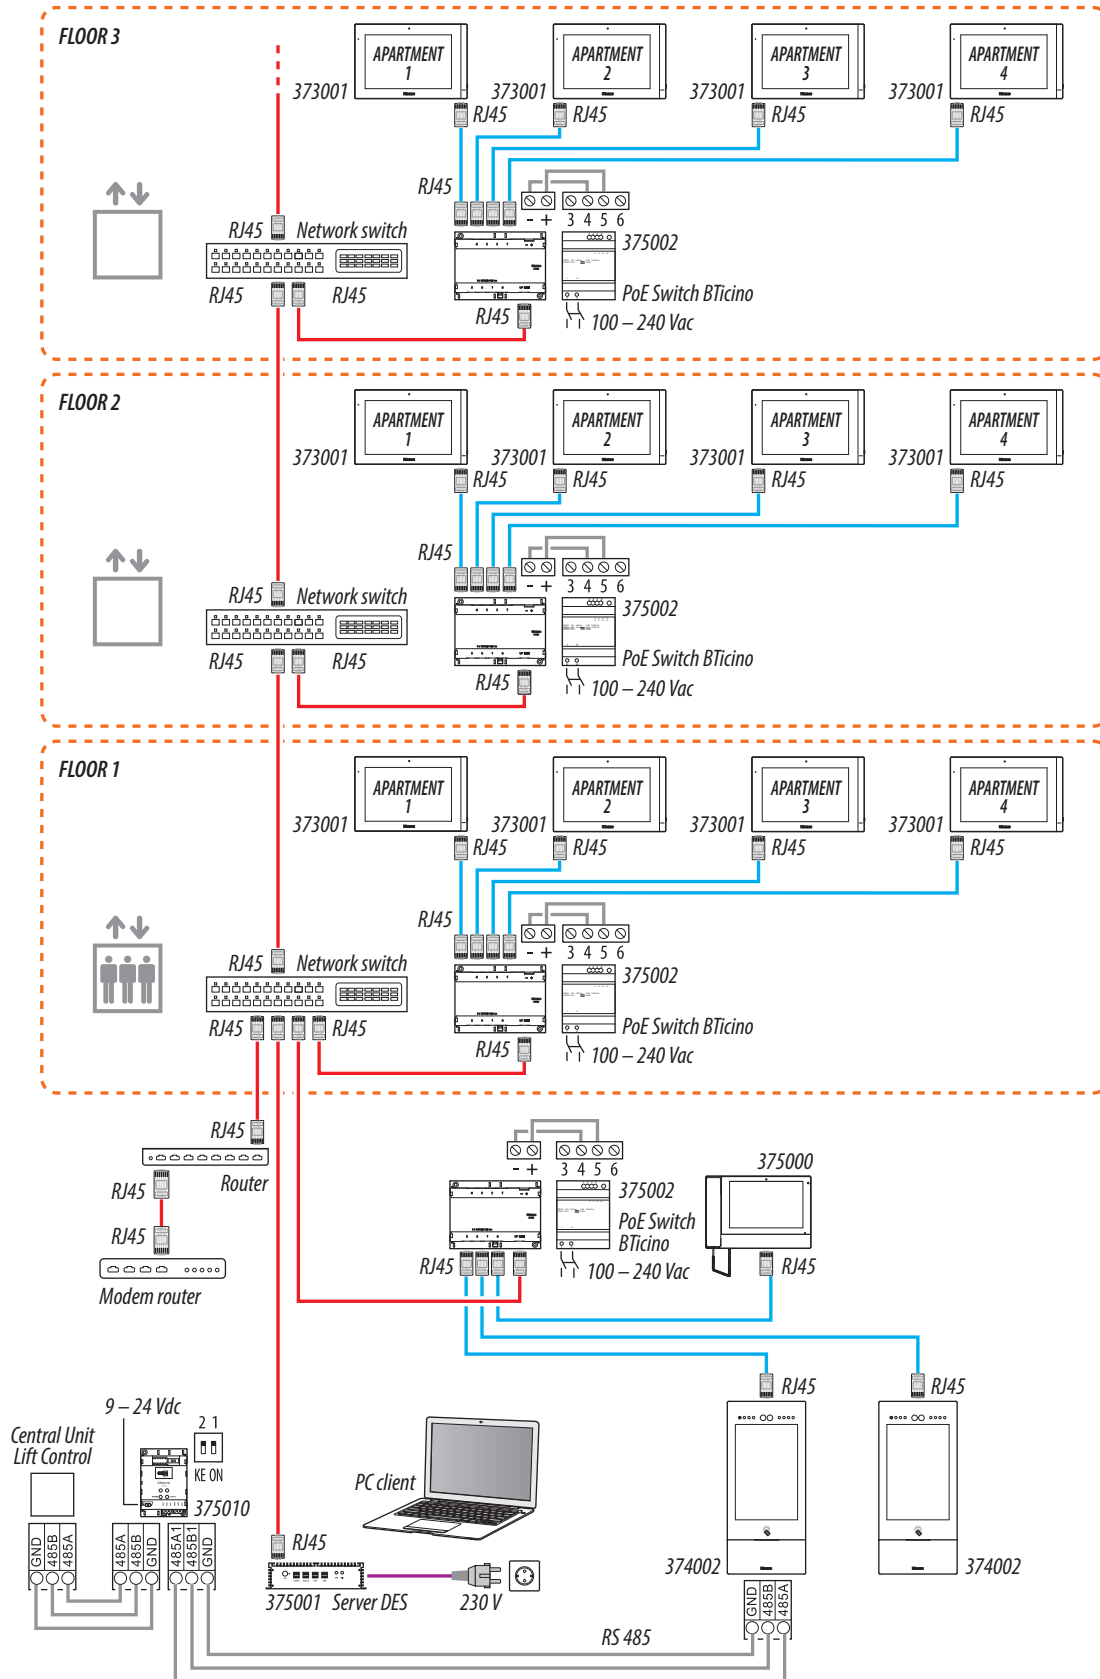 FLOOR 3
APARTMENT
1
APARTMENT
2
APARTMENT
3
APARTMENT
4
373001
373001
373001
373001
RJ45
RJ45
RJ45
RJ45
RJ45
- + 3 4 5 6
RJ45 Network switch
375002
RJ45
RJ45
PoE Switch BTicino
RJ45
100 – 240 Vac
FLOOR 2
APARTMENT
1
APARTMENT
2
APARTMENT
3
APARTMENT
4
373001
373001
373001
373001
RJ45
RJ45
RJ45
RJ45
RJ45
- + 3 4 5 6
RJ45 Network switch
375002
RJ45
RJ45
PoE Switch BTicino
RJ45
100 – 240 Vac
FLOOR 1
APARTMENT
1
APARTMENT
2
APARTMENT
3
APARTMENT
4
373001
373001
373001
373001
RJ45
RJ45
RJ45
RJ45
RJ45
- + 3 4 5 6
RJ45 Network switch
375002
RJ45
RJ45
PoE Switch BTicino
RJ45
100 – 240 Vac
RJ45
Router
RJ45
RJ45
Modem router
- + 3 4 5 6
375002
PoE Switch
BTicino
RJ45
100 – 240 Vac
375000
RJ45
RJ45
RJ45
9 – 24 Vdc
2 1
KE ON
Central Unit
Lift Control
375010
GND
485B
485A
485A
485B
GND
485A1
485B1
GND
PC client
RJ45
375001 Server DES
230 V
374002
374002
GND
485B
485A
RS 485